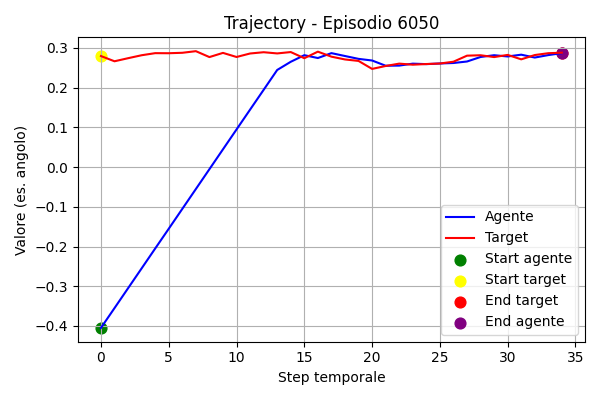 Trajectory - Episodio 6050
Valore (es. angolo)
0.3
0.2
0.1
0.0
−0.1
−0.2
−0.3
−0.4
0
5
10
15
20
25
30
35
Step temporale
Agente
Target
Start agente
Start target
End target
End agente